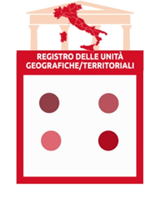 REGISTRO DELLE UNITÀ
GEOGRAFICHE/TERRITORIALI